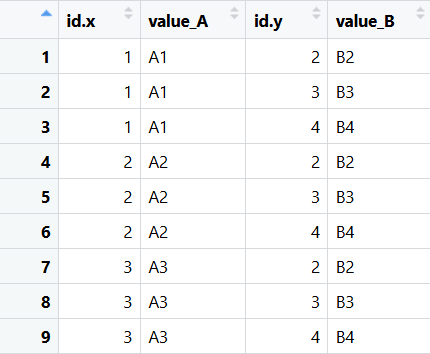 id.x value_A id.y value_B
1 1 A1 2 B2
2 1 A1 3 B3
3 1 A1 4 B4
4 2 A2 2 B2
5 2 A2 3 B3
6 2 A2 4 B4
7 3 A3 2 B2
8 3 A3 3 B3
9 3 A3 4 B4